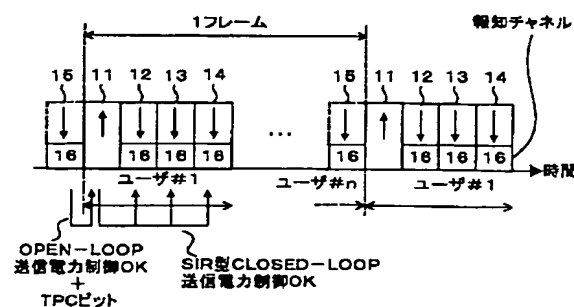 1フレーム
報知チャネル
15 11 12 13 14 15 11 12 13 14
...
16 16 16 16 16 16 16 16
時間
ユーザ#1 ユーザ#n ユーザ#1
OPEN-LOOP
送信電力制御OK
+
TPCビット
SIR型CLOSED-LOOP
送信電力制御OK